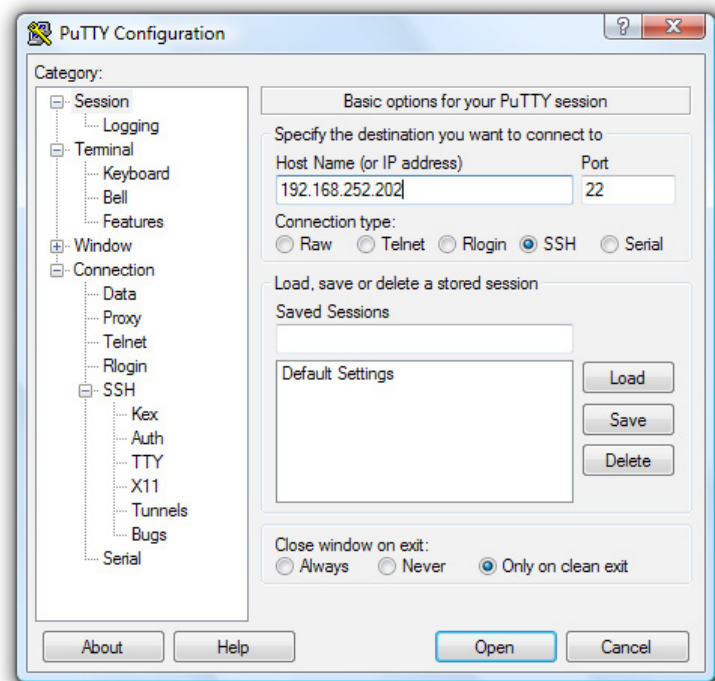 PuTTY Configuration
Category:
Session
Logging
Terminal
Keyboard
Bell
Features
Window
Connection
Data
Proxy
Telnet
Rlogin
SSH
Kex
Auth
TTY
X11
Tunnels
Bugs
Serial
Basic options for your PuTTY session
Specify the destination you want to connect to
Host Name (or IP address) Port
192.168.252.202 22
Connection type:
Raw Telnet Rlogin SSH Serial
Load, save or delete a stored session
Saved Sessions
Default Settings
Load
Save
Delete
Close window on exit:
Always Never Only on clean exit
About Help Open Cancel